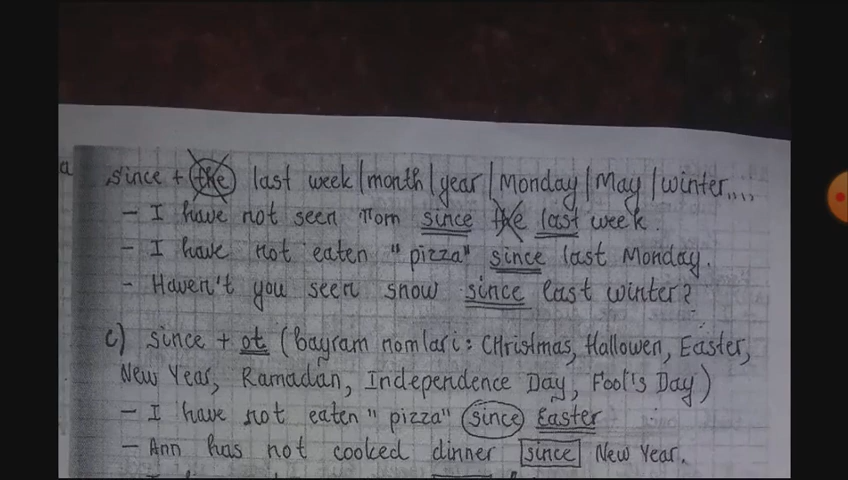 a
since + the last week / month / year / Monday / May / winter....
- I have not seen Tom since the last week.
- I have not eaten "pizza" since last Monday.
- Haven't you seen snow since last winter?
c) since + ot (bayram nomlari: CHristmas, Hallowen, Easter,
New Year, Ramadan, Independence Day, Fool's Day)
- I have not eaten "pizza" since Easter
- Ann has not cooked dinner since New Year.